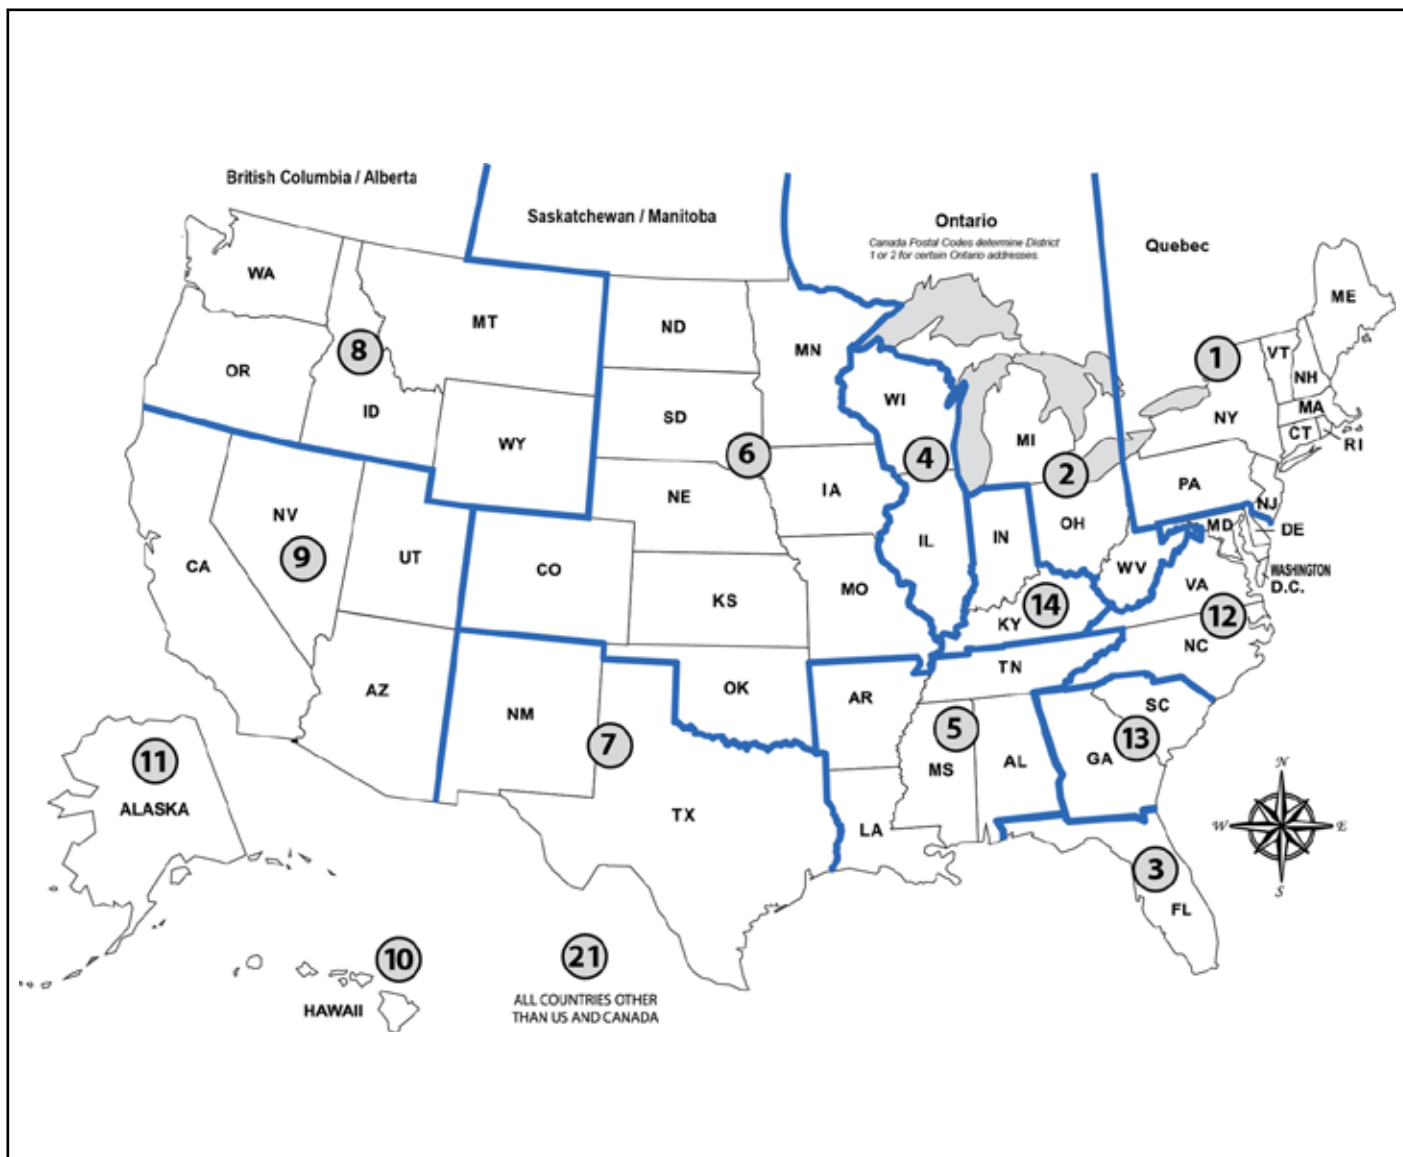 British Columbia / Alberta
Saskatchewan / Manitoba
Ontario
Canada Postal Codes determine District
1 or 2 for certain Ontario addresses.
Quebec
WA
MT
ND
MN
ME
OR
8
ID
WY
SD
WI
MI
1
VT
NH
NY
MA
CT
RI
6
4
2
NE
IA
PA
NJ
NV
9
CA
UT
CO
KS
MO
IL
IN
OH
WV
MD
DE
WASHINGTON
D.C.
VA
14
KY
12
NC
AZ
NM
OK
AR
TN
SC
7
5
13
TX
MS
AL
GA
LA
11
ALASKA
3
FL
N
W
E
S
10
HAWAII
21
ALL COUNTRIES OTHER
THAN US AND CANADA